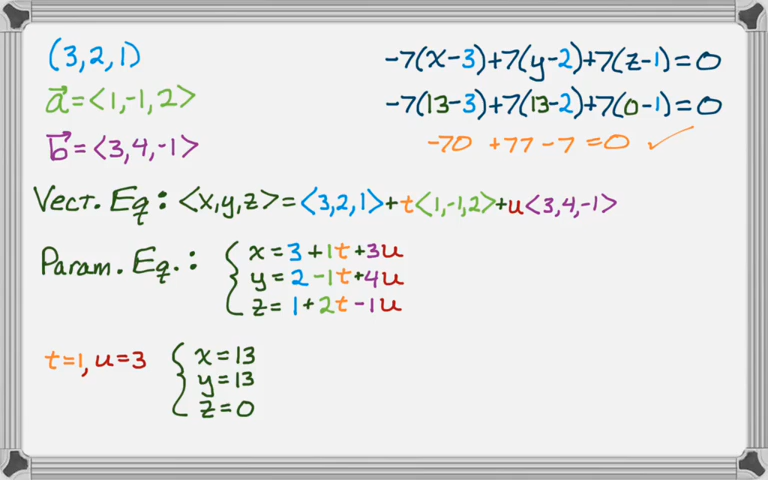 (3,2,1)
a⃗=<1,-1,2>
b⃗=<3,4,-1>
-7(x-3)+7(y-2)+7(z-1)=0
-7(13-3)+7(13-2)+7(0-1)=0
-70 +77 -7 =0 ✓
Vect. Eq: <x,y,z>=<3,2,1>+t<1,-1,2>+u<3,4,-1>
Param. Eq.: { x=3+1t+3u
y=2-1t+4u
z=1+2t-1u
t=1, u=3 { x=13
y=13
z=0